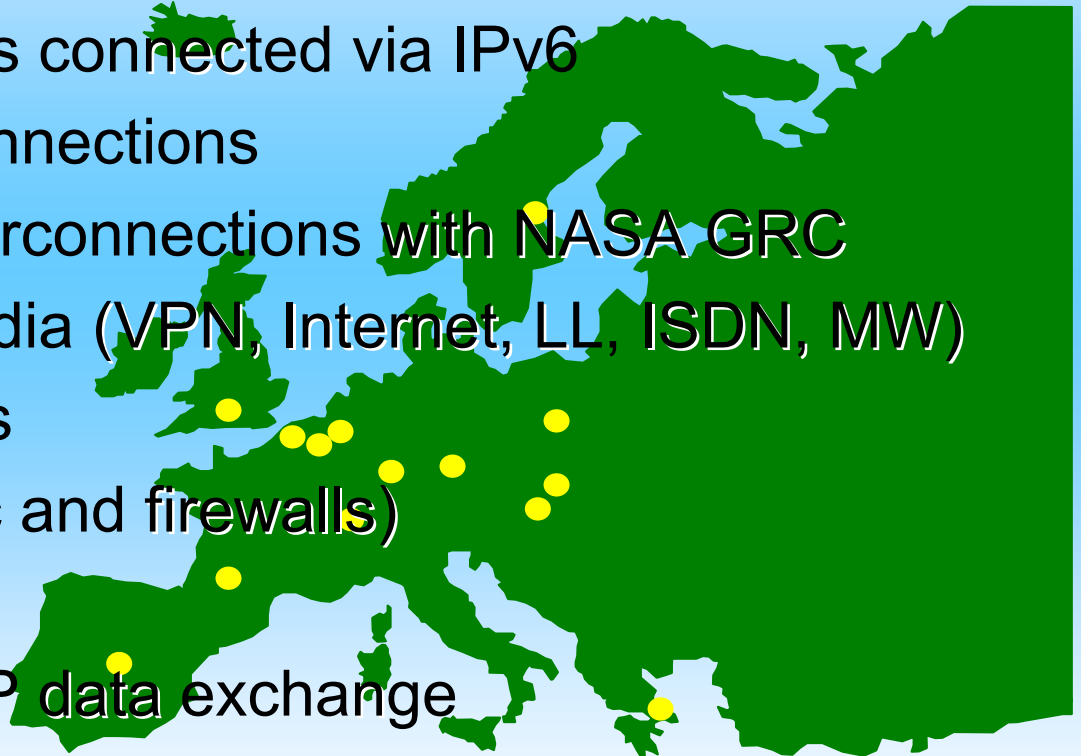 s connected via IPv6
nnections
rconnections with NASA GRC
dia (VPN, Internet, LL, ISDN, MW)
s
c and firewalls)
P data exchange